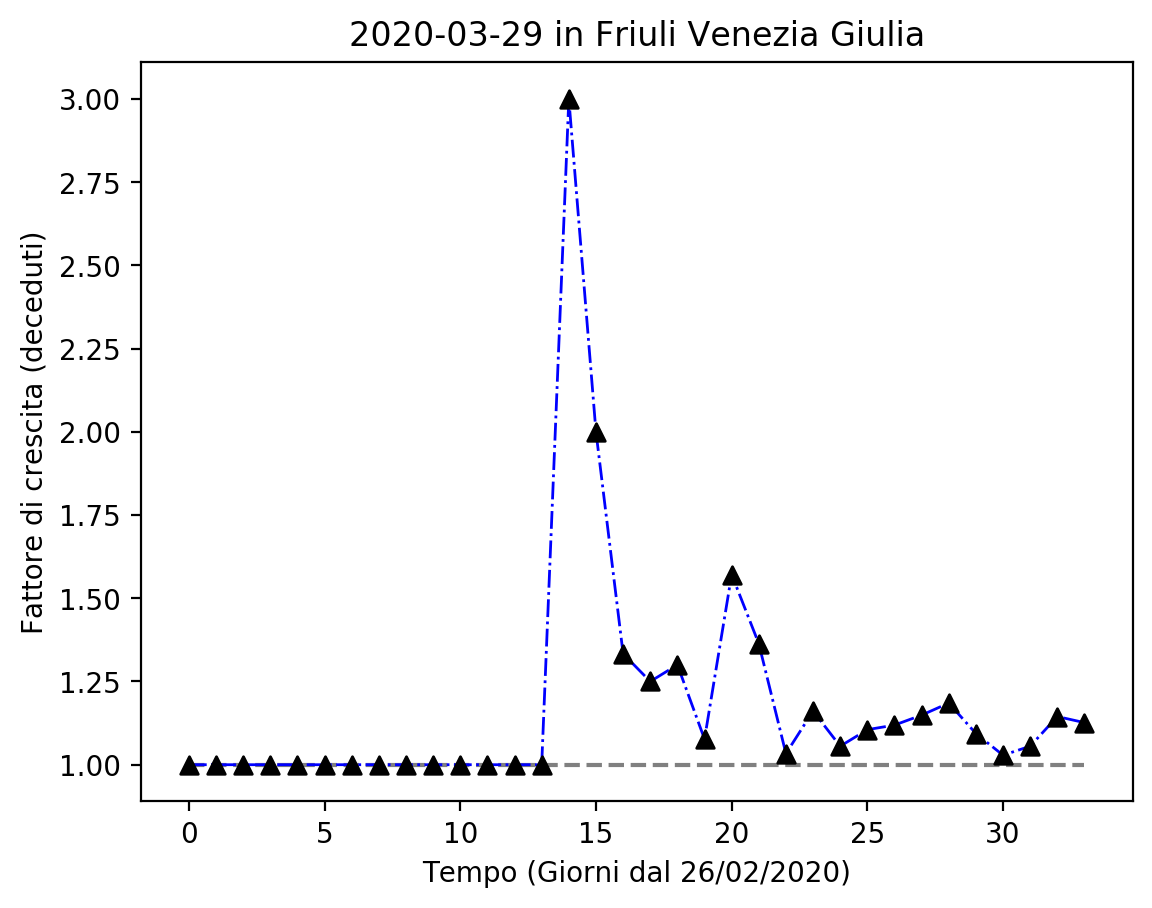 2020-03-29 in Friuli Venezia Giulia
Fattore di crescita (deceduti)
3.00
2.75
2.50
2.25
2.00
1.75
1.50
1.25
1.00
0 5 10 15 20 25 30
Tempo (Giorni dal 26/02/2020)